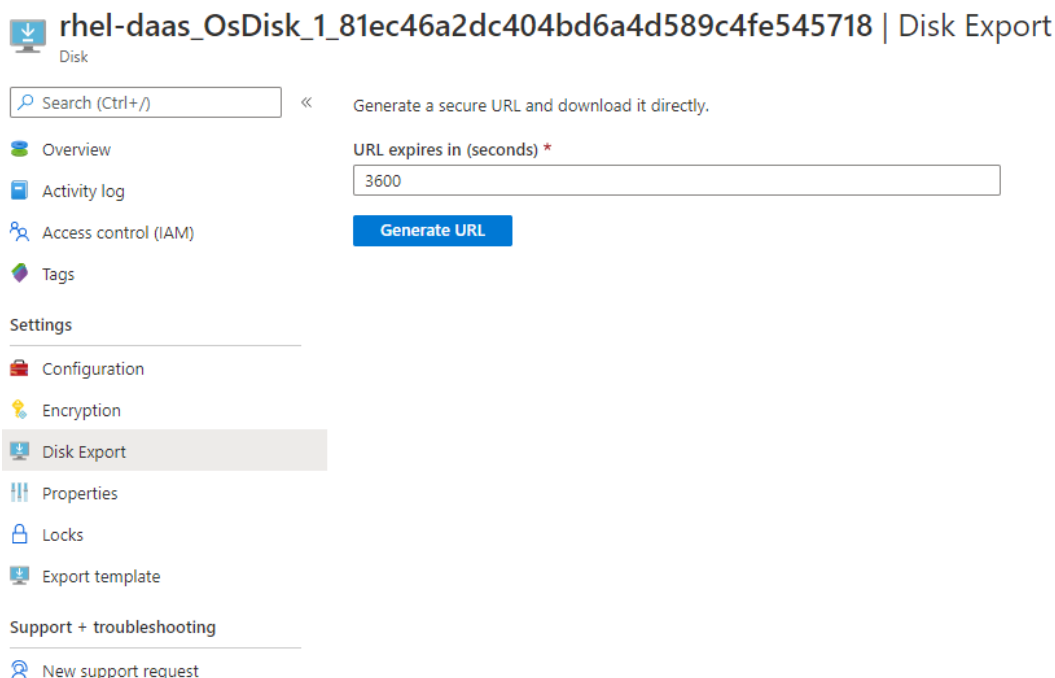 rhel-daas_OsDisk_1_81ec46a2dc404bd6a4d589c4fe545718 | Disk Export
Disk
Search (Ctrl+/)
«
Generate a secure URL and download it directly.
URL expires in (seconds) *
3600
Generate URL
Overview
Activity log
Access control (IAM)
Tags
Settings
Configuration
Encryption
Disk Export
Properties
Locks
Export template
Support + troubleshooting
New support request